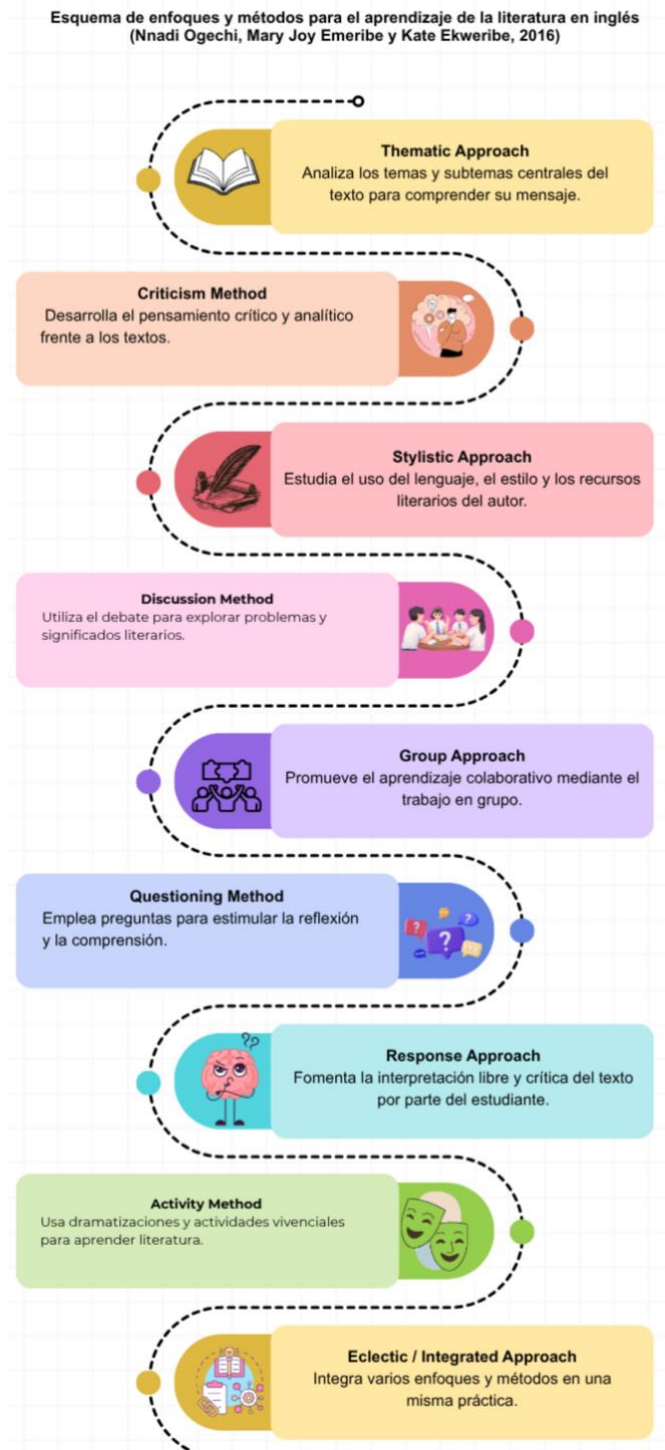 Esquema de enfoques y métodos para el aprendizaje de la literatura en inglés
(Nnadi Ogechi, Mary Joy Emeribe y Kate Ekweribe, 2016)
Thematic Approach
Analiza los temas y subtemas centrales del
texto para comprender su mensaje.
Criticism Method
Desarrolla el pensamiento crítico y analítico
frente a los textos.
Stylistic Approach
Estudia el uso del lenguaje, el estilo y los recursos
literarios del autor.
Discussion Method
Utiliza el debate para explorar problemas y
significados literarios.
Group Approach
Promueve el aprendizaje colaborativo mediante el
trabajo en grupo.
Questioning Method
Emplea preguntas para estimular la reflexión
y la comprensión.
? ? ?
Response Approach
Fomenta la interpretación libre y crítica del texto
por parte del estudiante.
??
Activity Method
Usa dramatizaciones y actividades vivenciales
para aprender literatura.
Eclectic / Integrated Approach
Integra varios enfoques y métodos en una
misma práctica.